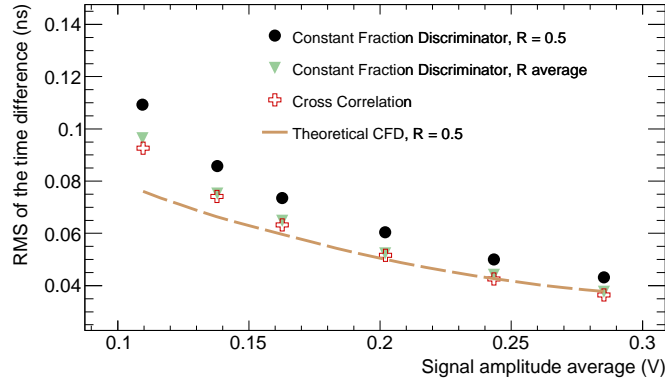 RMS of the time difference (ns)
0.14
0.12
0.1
0.08
0.06
0.04
Constant Fraction Discriminator, R = 0.5
Constant Fraction Discriminator, R average
Cross Correlation
Theoretical CFD, R = 0.5
0.1
0.15
0.2
0.25
0.3
Signal amplitude average (V)